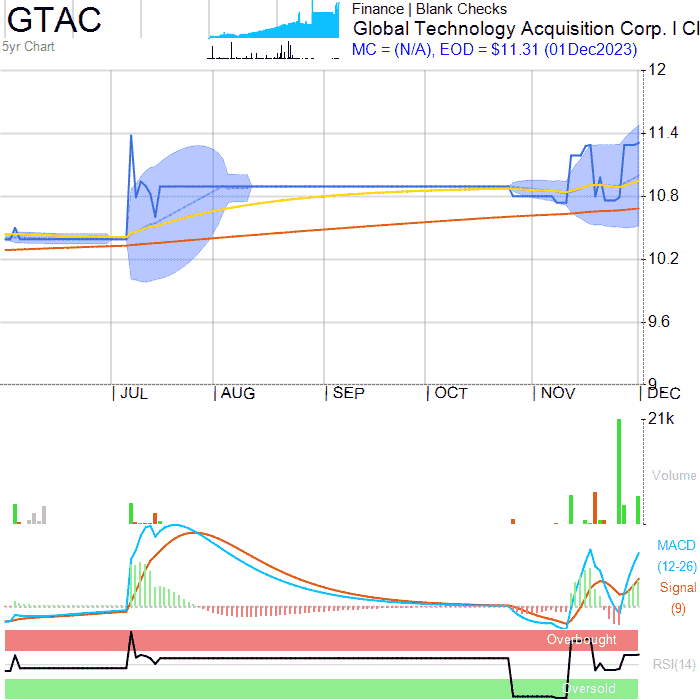 GTAC
5yr Chart
Finance | Blank Checks
Global Technology Acquisition Corp. I Cl
MC = (N/A), EOD = $11.31 (01Dec2023)
12
11.4
10.8
10.2
9.6
9
JUL
AUG
SEP
OCT
NOV
DEC
21k
Volume
MACD
(12-26)
Signal
(9)
Overbought
RSI(14)
Oversold